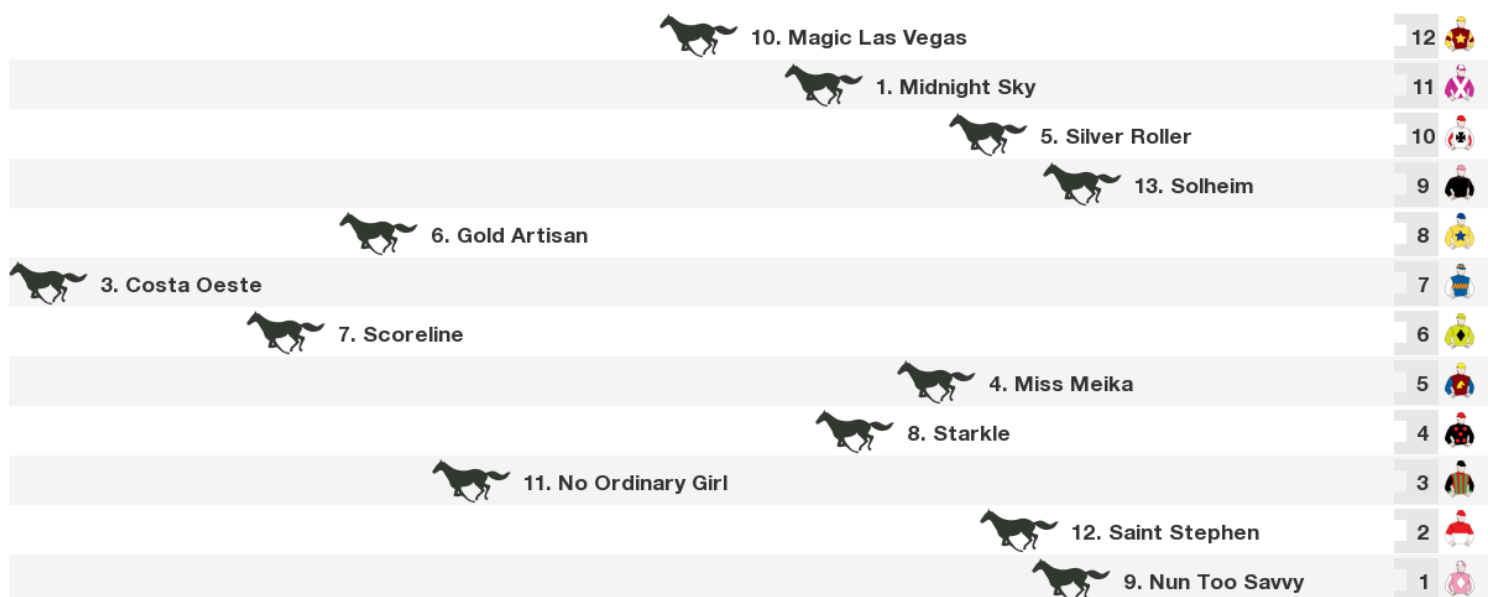 10. Magic Las Vegas 12
1. Midnight Sky 11
5. Silver Roller 10
13. Solheim 9
6. Gold Artisan 8
3. Costa Oeste 7
7. Scoreline 6
4. Miss Meika 5
8. Starkle 4
11. No Ordinary Girl 3
12. Saint Stephen 2
9. Nun Too Savvy 1